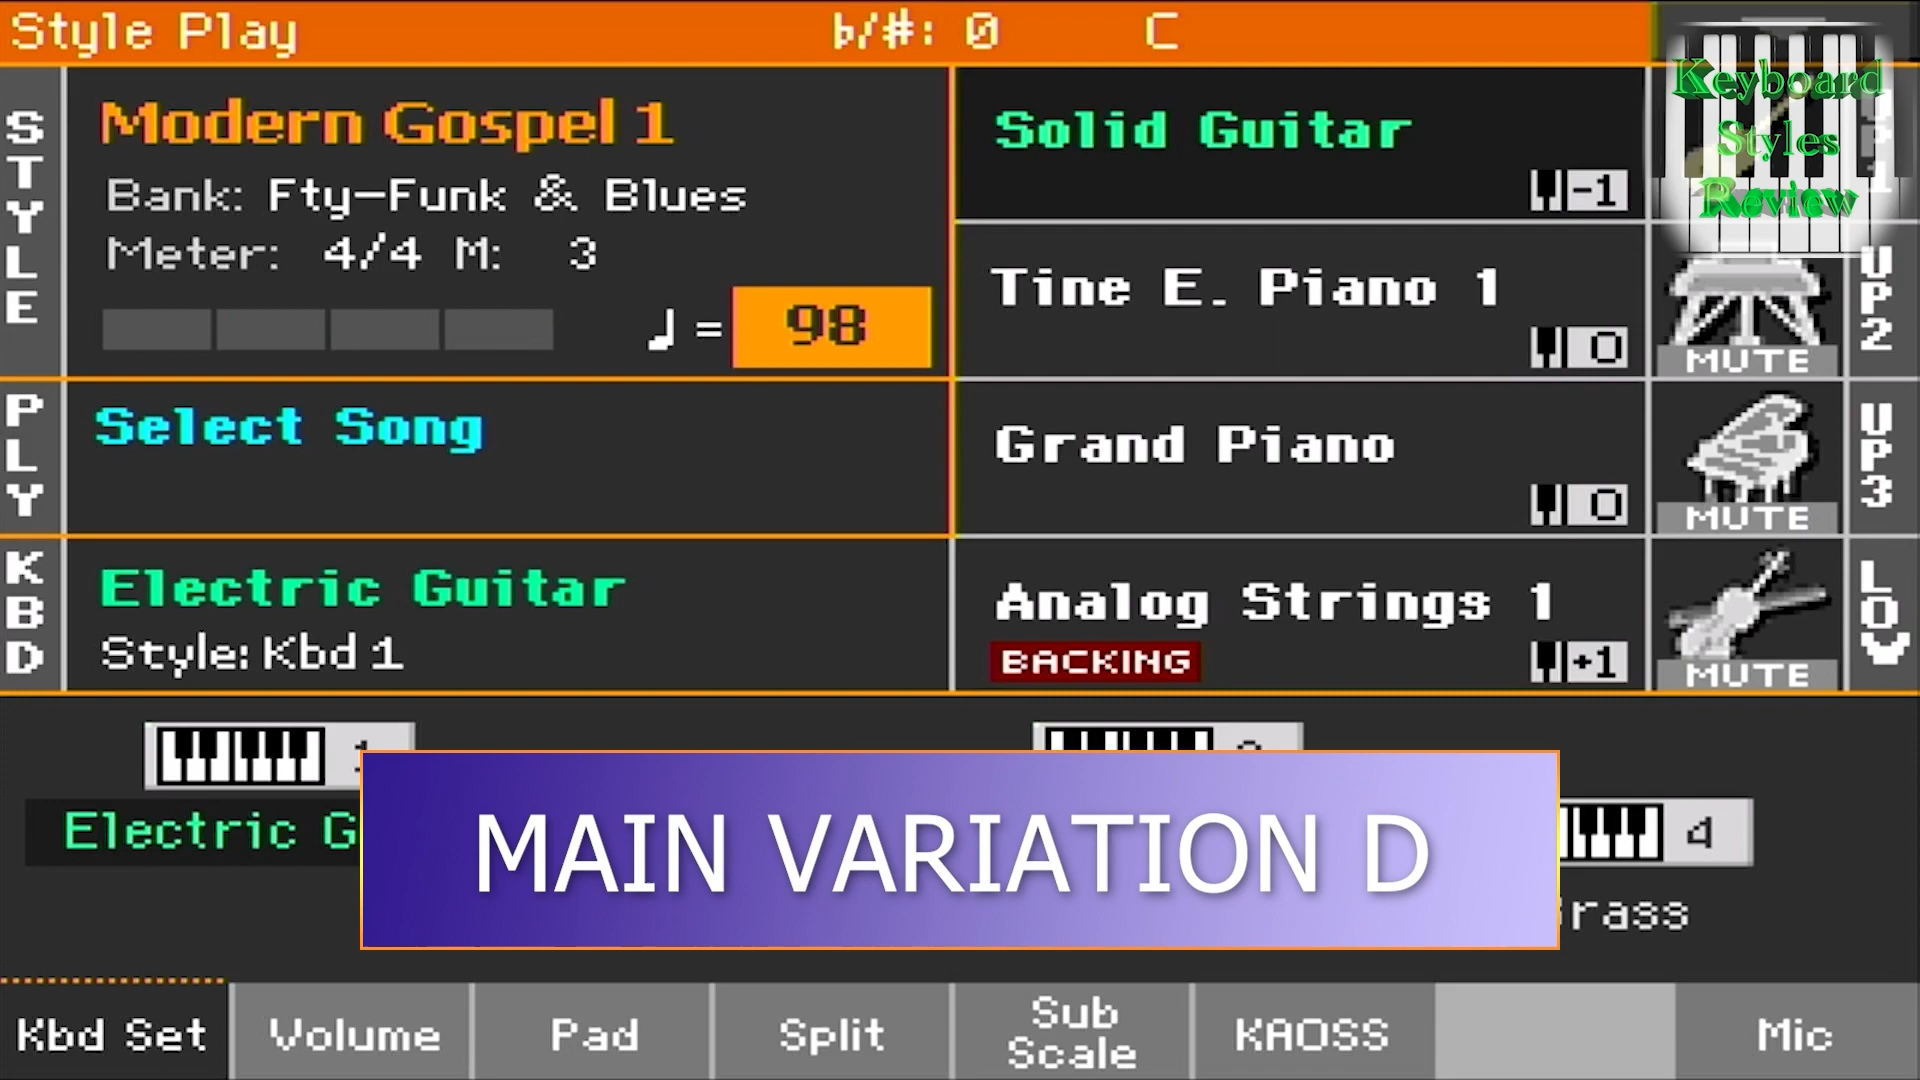 Style Play
♭/#: 0
C
Keyboard
Styles
Review
STYLE
Modern Gospel 1
Bank: Fty-Funk & Blues
Meter: 4/4 M: 3
♩ = 98
PLY
Select Song
KBD
Electric Guitar
Style: Kbd 1
Solid Guitar
-1
Tine E. Piano 1
0
MUTE
UP2
Grand Piano
0
MUTE
UP3
Analog Strings 1
BACKING
+1
MUTE
LOW
1
Electric G
MAIN VARIATION D
4
rass
Kbd Set
Volume
Pad
Split
Sub
Scale
KAOSS
Mic